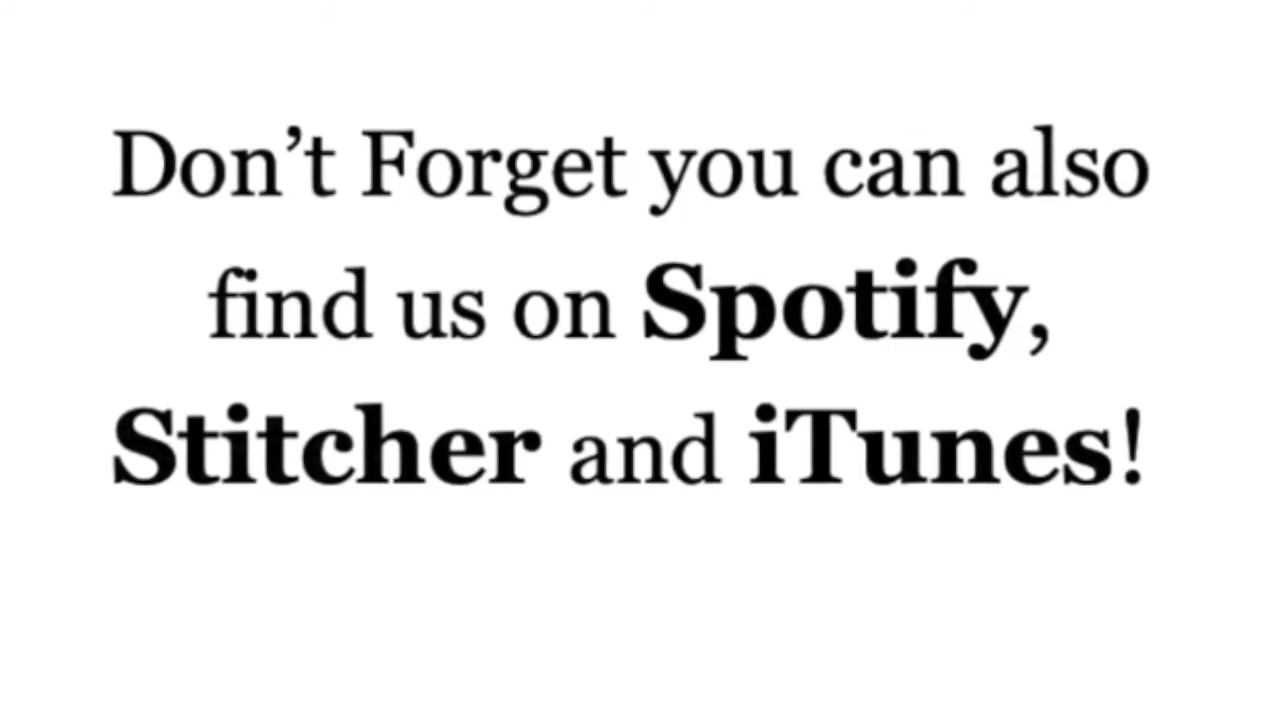 Don’t Forget you can also
find us on Spotify,
Stitcher and iTunes!